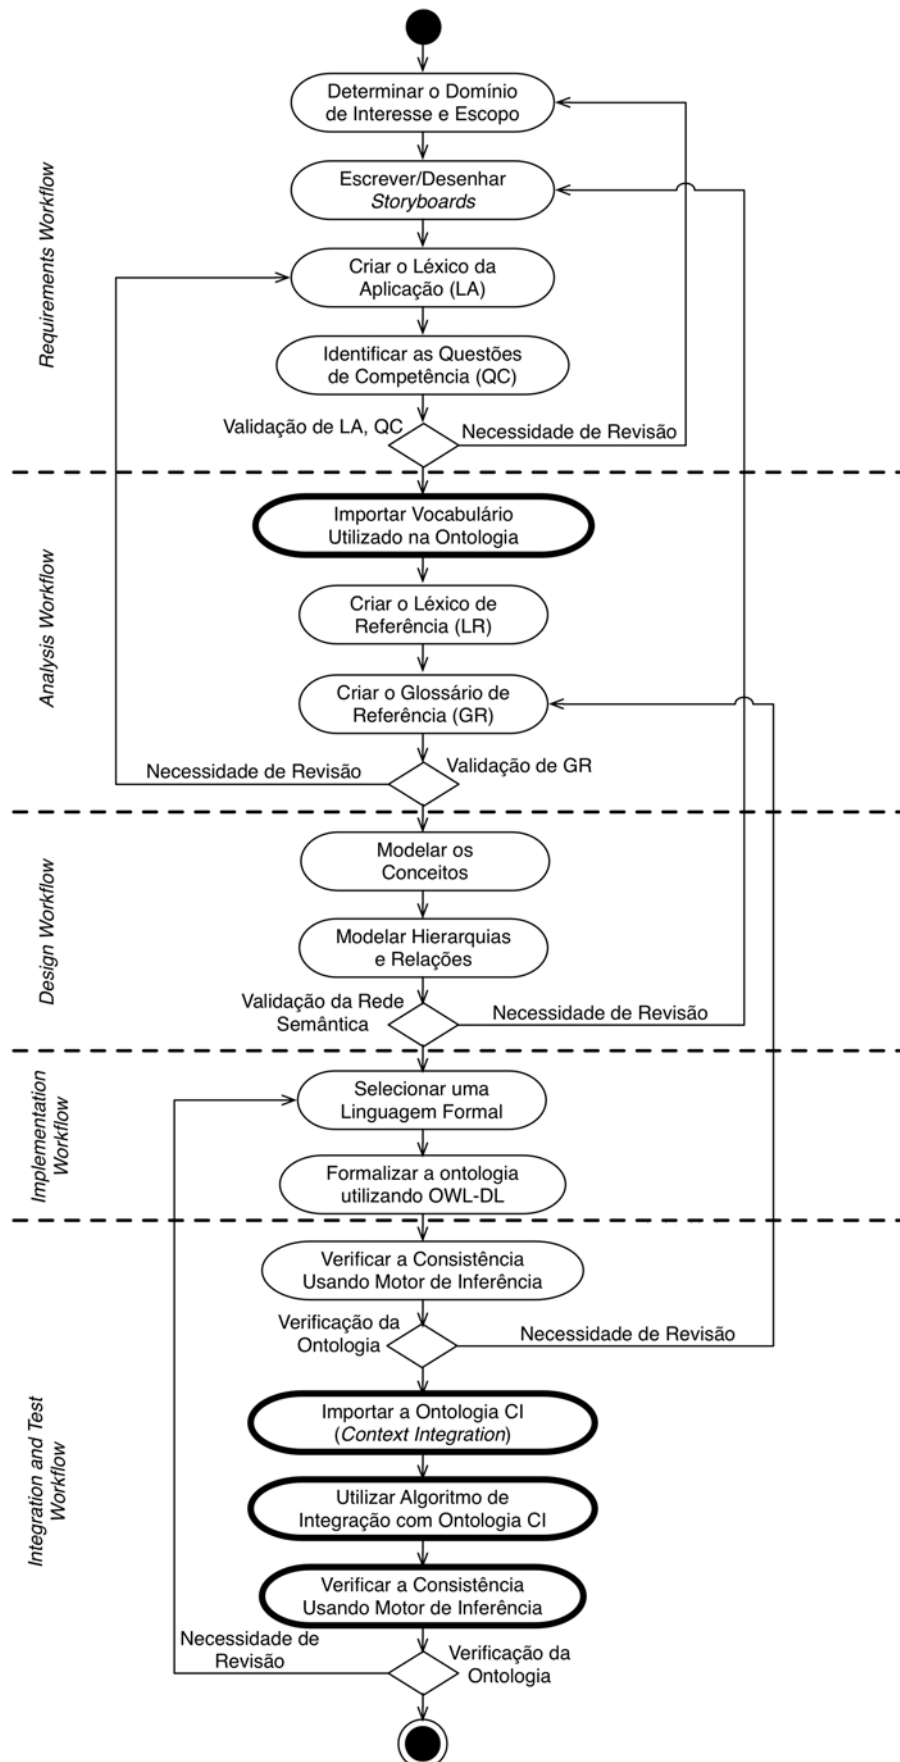 Determinar o Domínio
de Interesse e Escopo
Requirements Workflow
Escrever/Desenhar
Storyboards
Criar o Léxico da
Aplicação (LA)
Identificar as Questões
de Competência (QC)
Validação de LA, QC
Necessidade de Revisão
Importar Vocabulário
Utilizado na Ontologia
Analysis Workflow
Criar o Léxico de
Referência (LR)
Criar o Glossário de
Referência (GR)
Necessidade de Revisão
Validação de GR
Modelar os
Conceitos
Design Workflow
Modelar Hierarquias
e Relações
Validação da Rede
Semântica
Necessidade de Revisão
Implementation
Workflow
Selecionar uma
Linguagem Formal
Formalizar a ontologia
utilizando OWL-DL
Verificar a Consistência
Usando Motor de Inferência
Verificação da
Ontologia
Necessidade de Revisão
Integration and Test
Workflow
Importar a Ontologia CI
(Context Integration)
Utilizar Algoritmo de
Integração com Ontologia CI
Verificar a Consistência
Usando Motor de Inferência
Necessidade de
Revisão
Verificação da
Ontologia